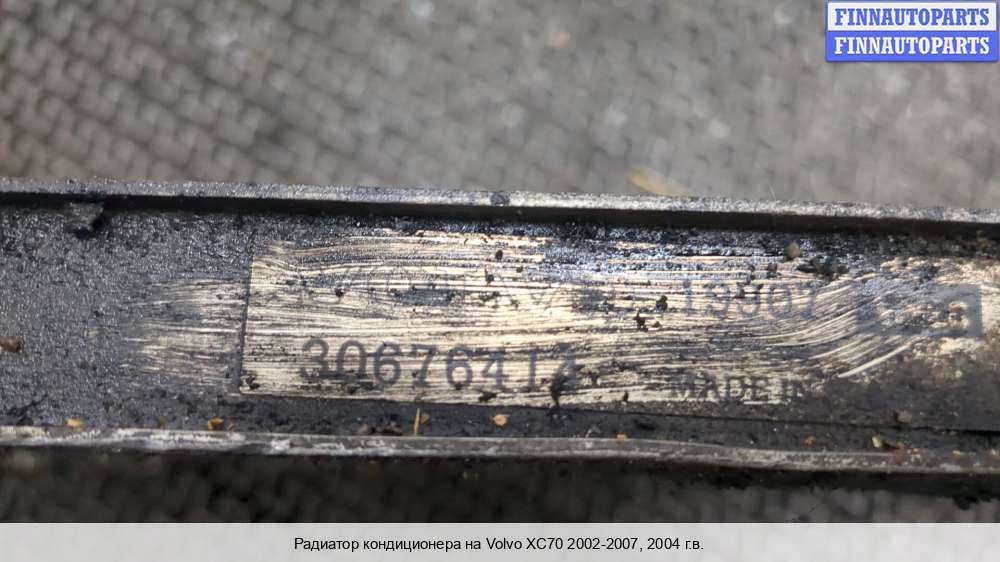 FINNAUTOPARTS
FINNAUTOPARTS
30676414
MADE IN
Радиатор кондиционера на Volvo XC70 2002-2007, 2004 г.в.